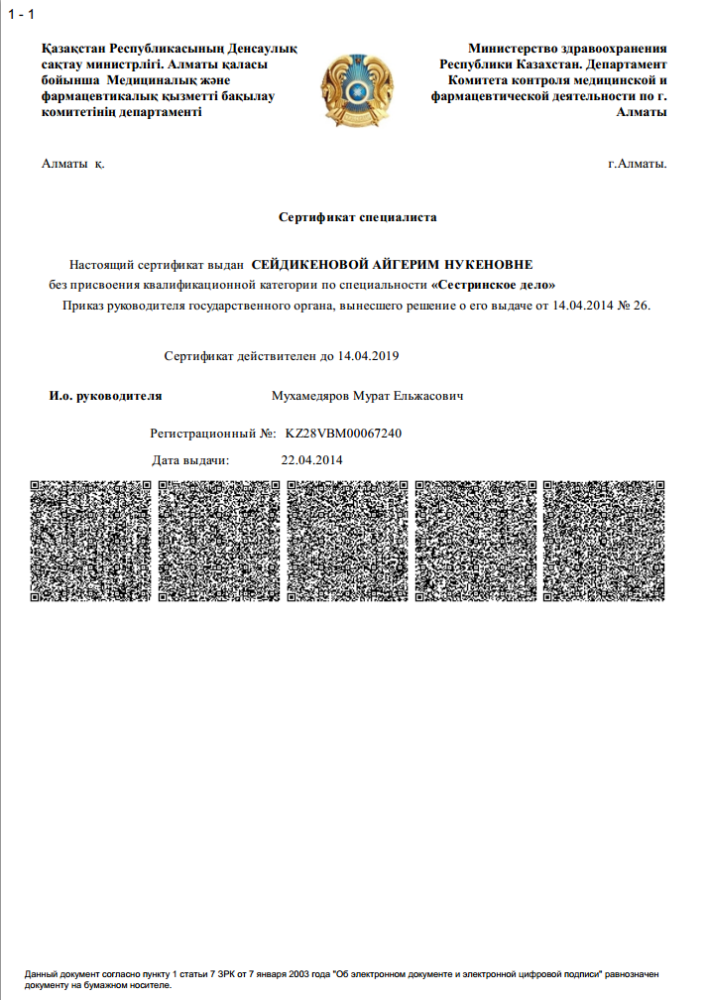 1 - 1
Қазақстан Республикасының Денсаулық
сақтау министрлігі. Алматы қаласы
бойынша Медициналық және
фармацевтикалық қызметті бақылау
комитетінің департаменті
Министерство здравоохранения
Республики Казахстан. Департамент
Комитета контроля медицинской и
фармацевтической деятельности по г.
Алматы
Алматы қ.
г.Алматы.
Сертификат специалиста
Настоящий сертификат выдан СЕЙДИКЕНОВОЙ АЙГЕРИМ НУКЕНОВНЕ
без присвоения квалификационной категории по специальности «Сестринское дело»
Приказ руководителя государственного органа, вынесшего решение о его выдаче от 14.04.2014 № 26.
Сертификат действителен до 14.04.2019
И.о. руководителя Мухамедяров Мурат Ельжасович
Регистрационный №: KZ28VBM00067240
Дата выдачи: 22.04.2014
Данный документ согласно пункту 1 статьи 7 ЗРК от 7 января 2003 года "Об электронном документе и электронной цифровой подписи" равнозначен
документу на бумажном носителе.